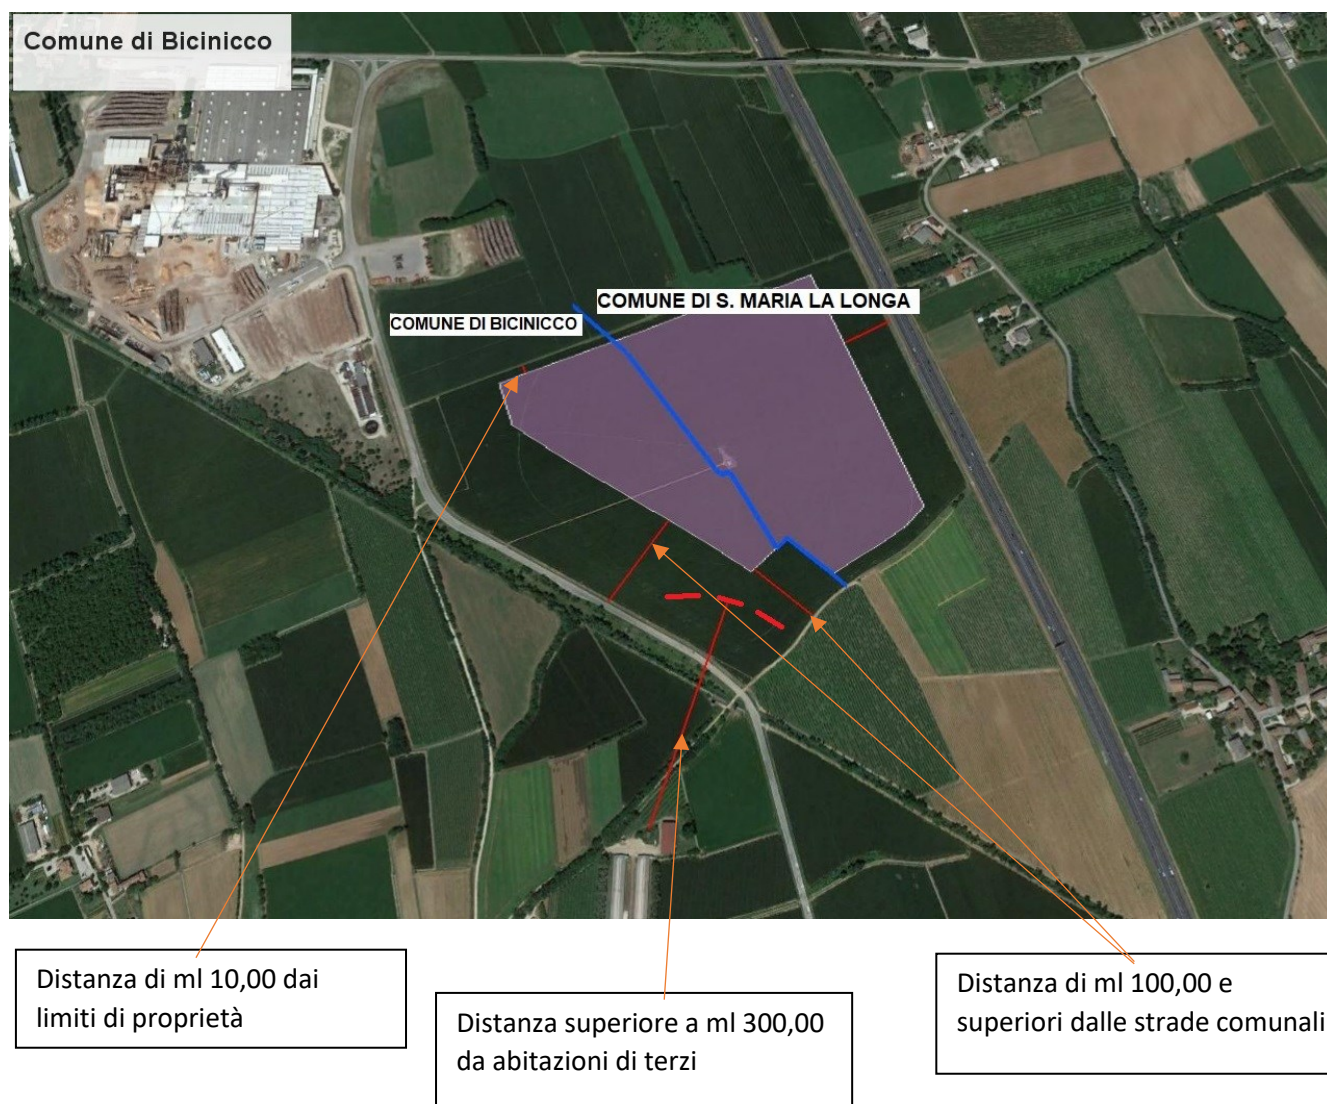 Comune di Bicinicco
COMUNE DI S. MARIA LA LONGA
COMUNE DI BICINICCO
Distanza di ml 10,00 dai
limiti di proprietà
Distanza superiore a ml 300,00
da abitazioni di terzi
Distanza di ml 100,00 e
superiori dalle strade comunali